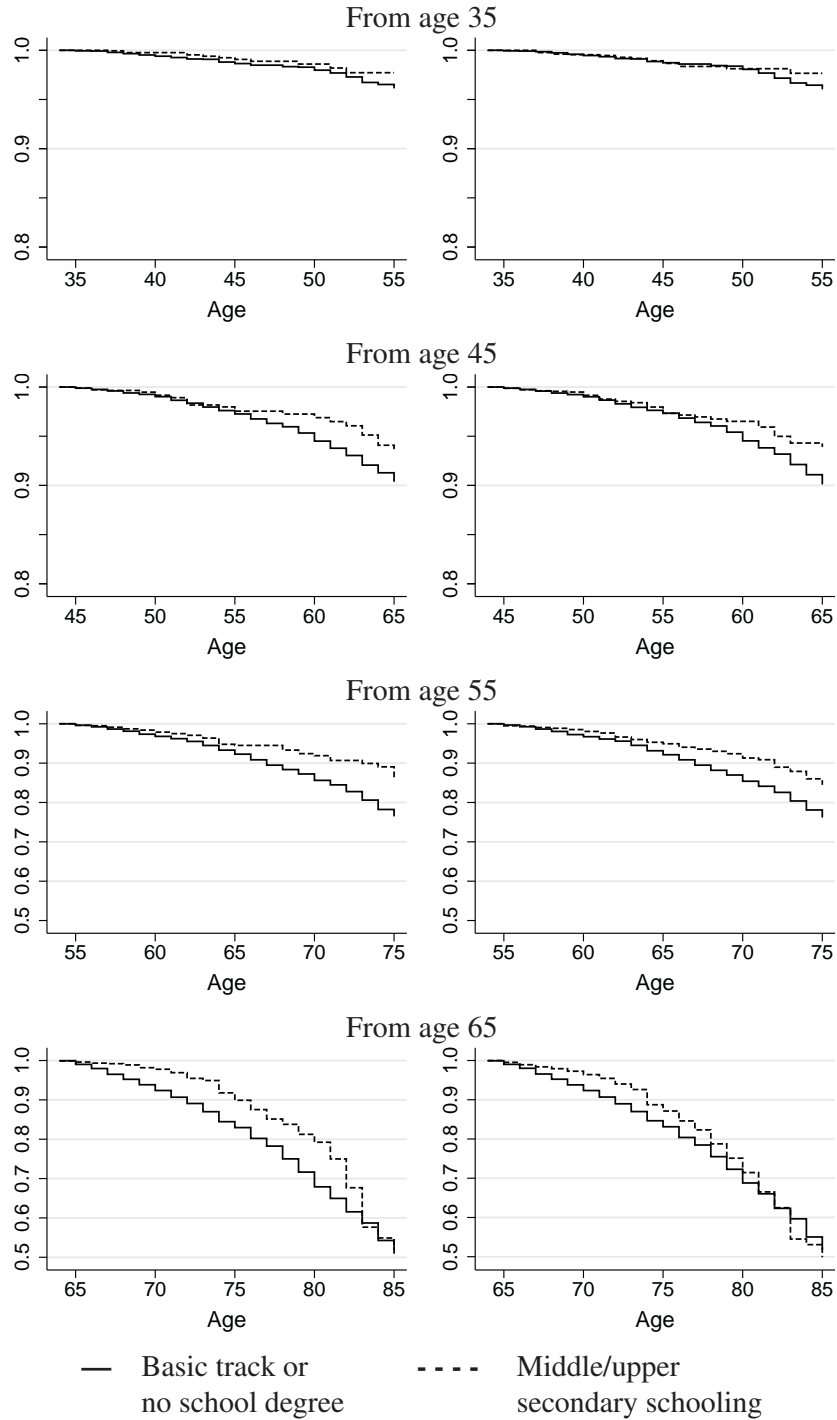 From age 35
1.0
0.9
0.8
35 40 45 50 55
Age
1.0
0.9
0.8
35 40 45 50 55
Age
From age 45
1.0
0.9
0.8
45 50 55 60 65
Age
1.0
0.9
0.8
45 50 55 60 65
Age
From age 55
1.0
0.9
0.8
0.7
0.6
0.5
55 60 65 70 75
Age
1.0
0.9
0.8
0.7
0.6
0.5
55 60 65 70 75
Age
From age 65
1.0
0.9
0.8
0.7
0.6
0.5
65 70 75 80 85
Age
1.0
0.9
0.8
0.7
0.6
0.5
65 70 75 80 85
Age
Basic track or
no school degree
Middle/upper
secondary schooling